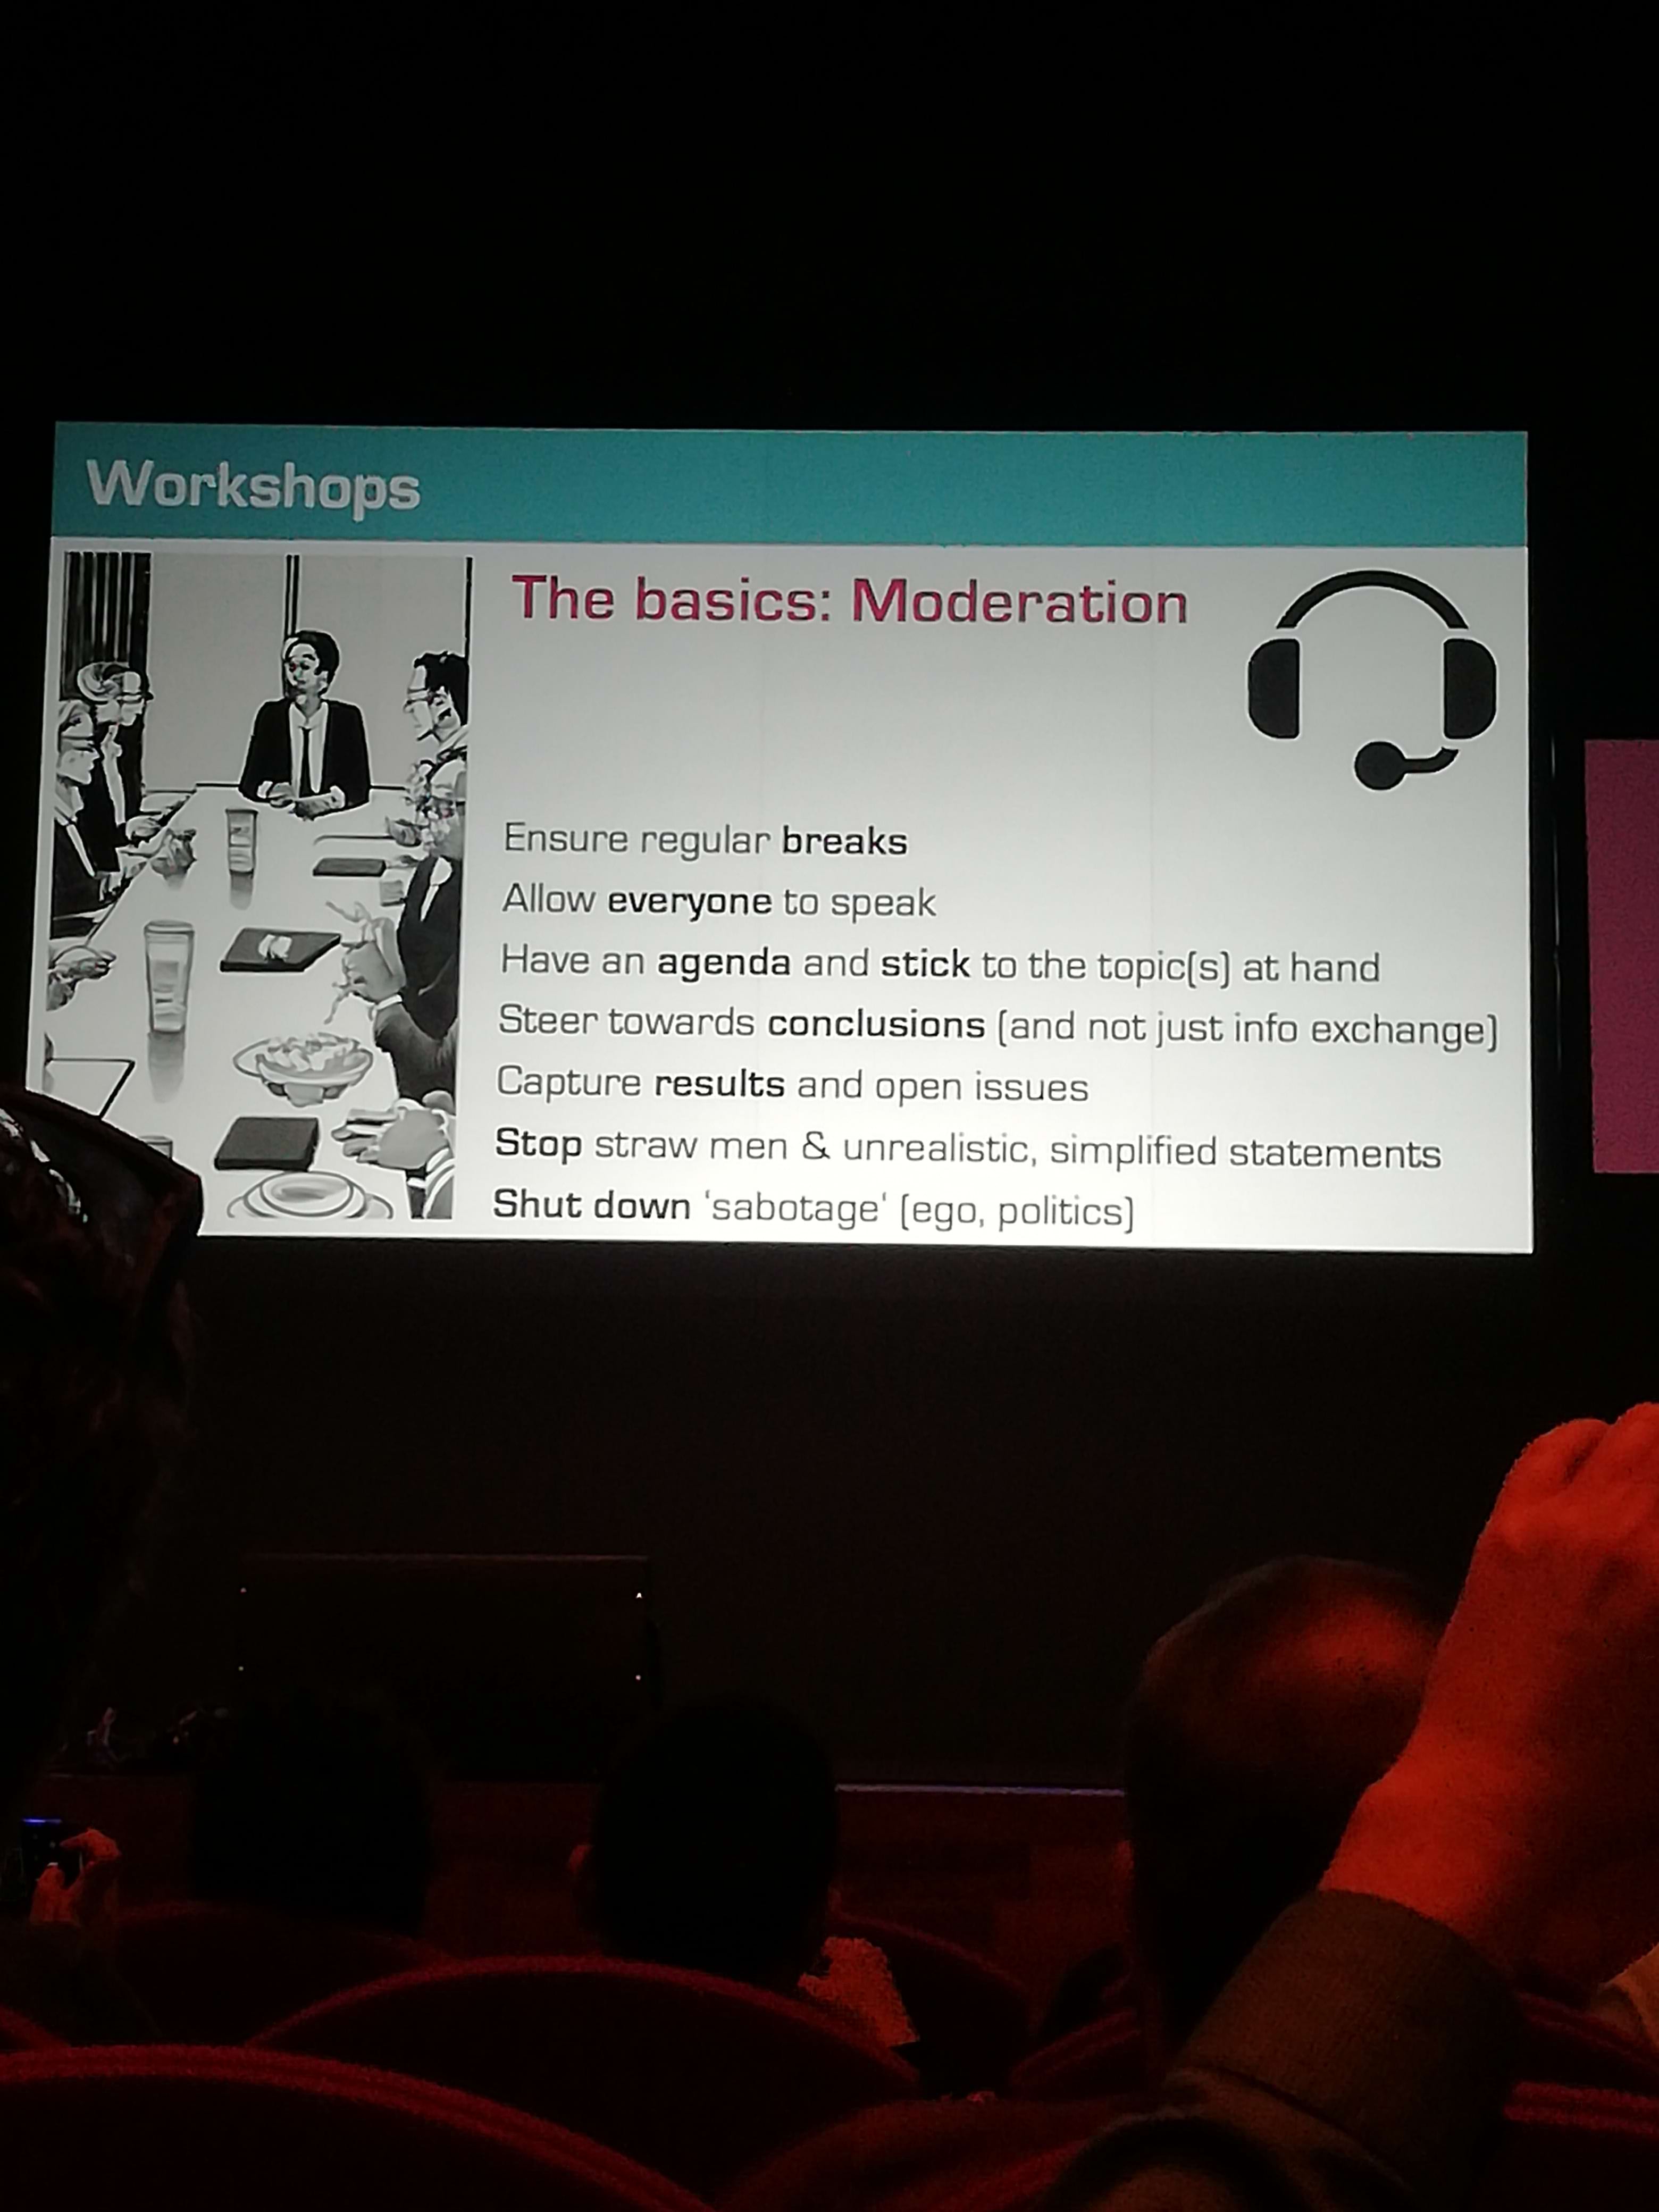 Workshops
The basics: Moderation
Ensure regular breaks
Allow everyone to speak
Have an agenda and stick to the topic(s) at hand
Steer towards conclusions (and not just info exchange)
Capture results and open issues
Stop straw men & unrealistic, simplified statements
Shut down ‘sabotage‘ (ego, politics)